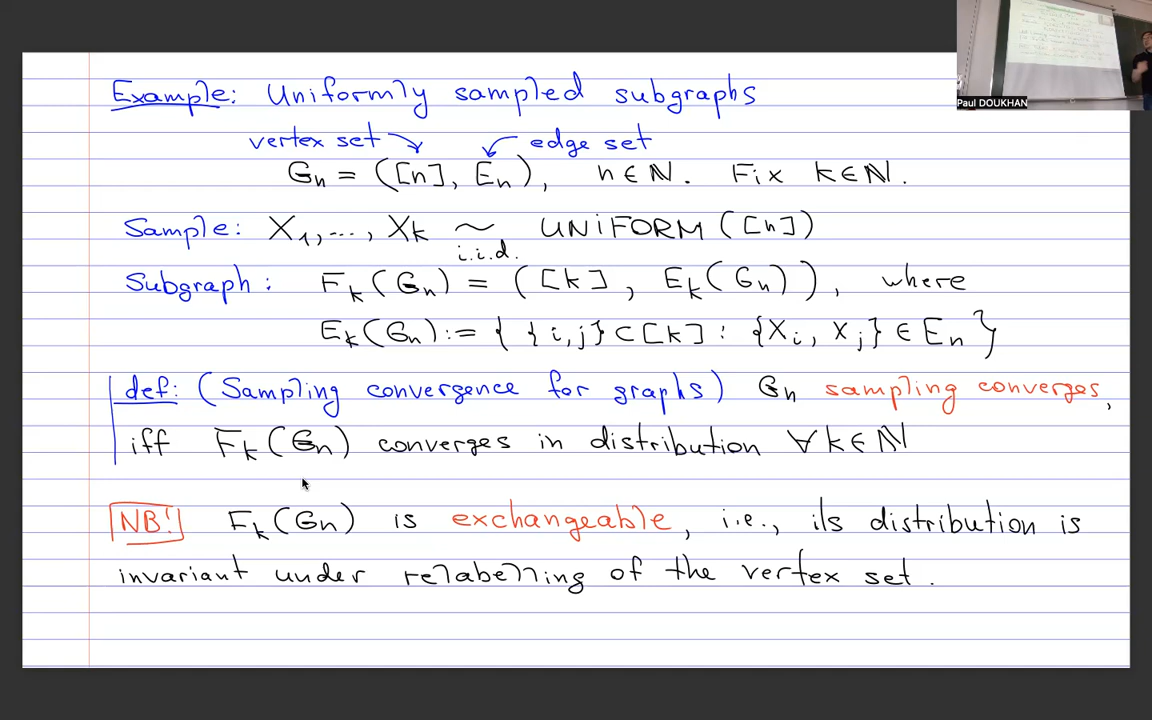 Example: Uniformly sampled subgraphs
vertex set edge set
Gn = ([n], En), n ∈ ℕ. Fix k ∈ ℕ.
Sample: X1, ..., Xk ~ UNIFORM ([n])
i.i.d.
Subgraph: Fk(Gn) = ([k], Ek(Gn)), where
Ek(Gn) := { {i,j} ⊂ [k] : {Xi, Xj} ∈ En }
def: (Sampling convergence for graphs) Gn sampling converges,
iff Fk(Gn) converges in distribution ∀ k ∈ ℕ
NB! Fk(Gn) is exchangeable, i.e., its distribution is
invariant under relabelling of the vertex set.
Paul DOUKHAN